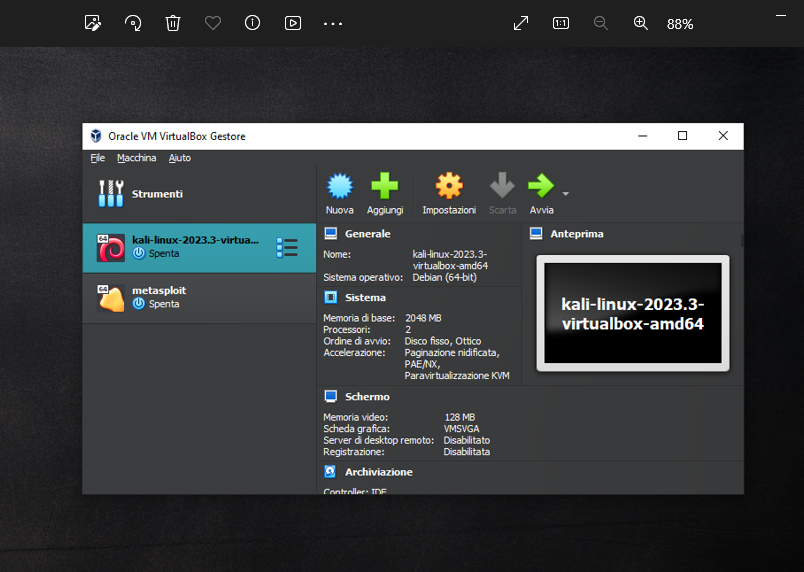 88%
Oracle VM VirtualBox Gestore
File Macchina Aiuto
Strumenti
Nuova Aggiungi Impostazioni Scarta Avvia
64
kali-linux-2023.3-virtua...
Spenta
64
metasploit
Spenta
Generale
Nome: kali-linux-2023.3-
virtualbox-amd64
Sistema operativo: Debian (64-bit)
Sistema
Memoria di base: 2048 MB
Processori: 2
Ordine di avvio: Disco fisso, Ottico
Accelerazione: Paginazione nidificata,
PAE/NX,
Paravirtualizzazione KVM
Anteprima
kali-linux-2023.3-
virtualbox-amd64
Schermo
Memoria video: 128 MB
Scheda grafica: VMSVGA
Server di desktop remoto: Disabilitato
Registrazione: Disabilitata
Archiviazione
Controller: IDE